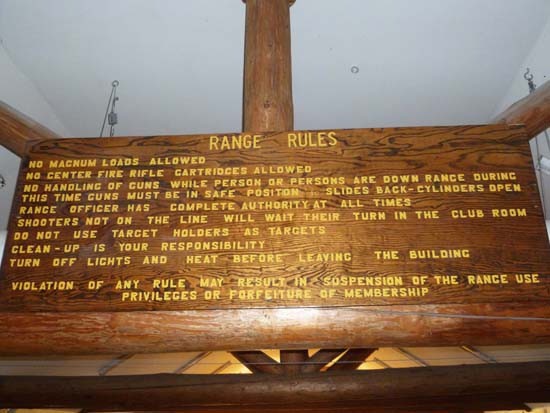 RANGE RULES
NO MAGNUM LOADS ALLOWED
NO CENTER FIRE RIFLE CARTRIDGES ALLOWED
NO HANDLING OF GUNS WHILE PERSON OR PERSONS ARE DOWN RANGE DURING
THIS TIME GUNS MUST BE IN SAFE POSITION SLIDES BACK-CYLINDERS OPEN
RANGE OFFICER HAS COMPLETE AUTHORITY AT ALL TIMES
SHOOTERS NOT ON THE LINE WILL WAIT THEIR TURN IN THE CLUB ROOM
DO NOT USE TARGET HOLDERS AS TARGETS
CLEAN-UP IS YOUR RESPONSIBILITY
TURN OFF LIGHTS AND HEAT BEFORE LEAVING THE BUILDING
VIOLATION OF ANY RULE MAY RESULT IN SUSPENSION OF THE RANGE USE
PRIVILEGES OR FORFEITURE OF MEMBERSHIP